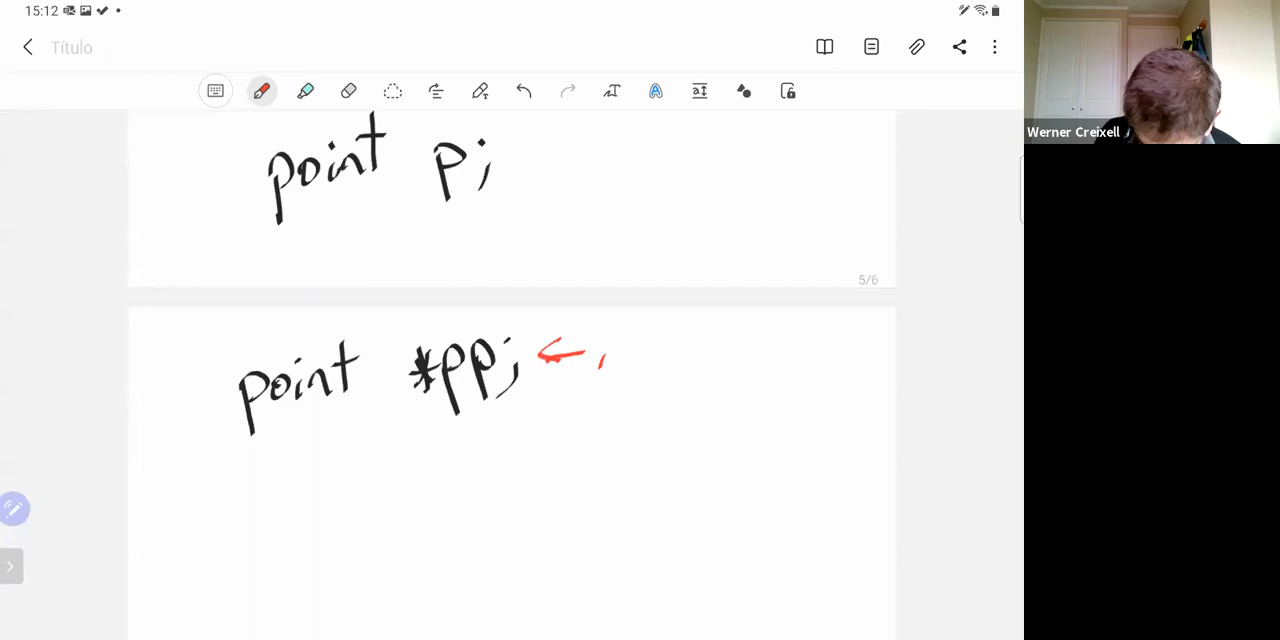 15:12
Título
Werner Creixell
point p;
5/6
point *pp;